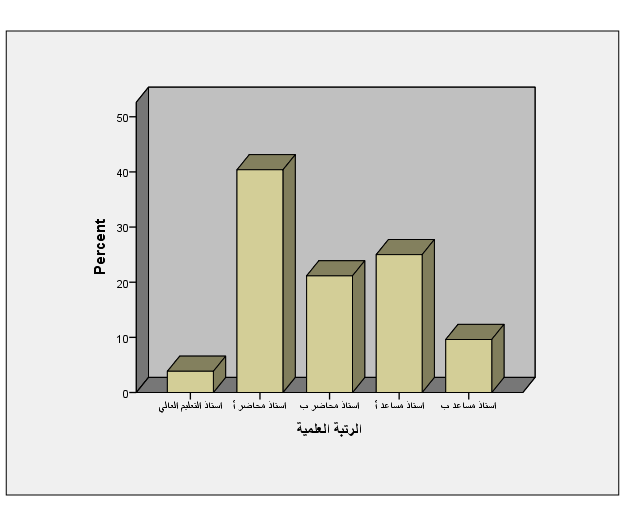 50
40
30
20
10
0
Percent
استاذ التعليم العالي
استاذ محاضر أ
استاذ محاضر ب
استاذ مساعد أ
استاذ مساعد ب
الرتبة العلمية